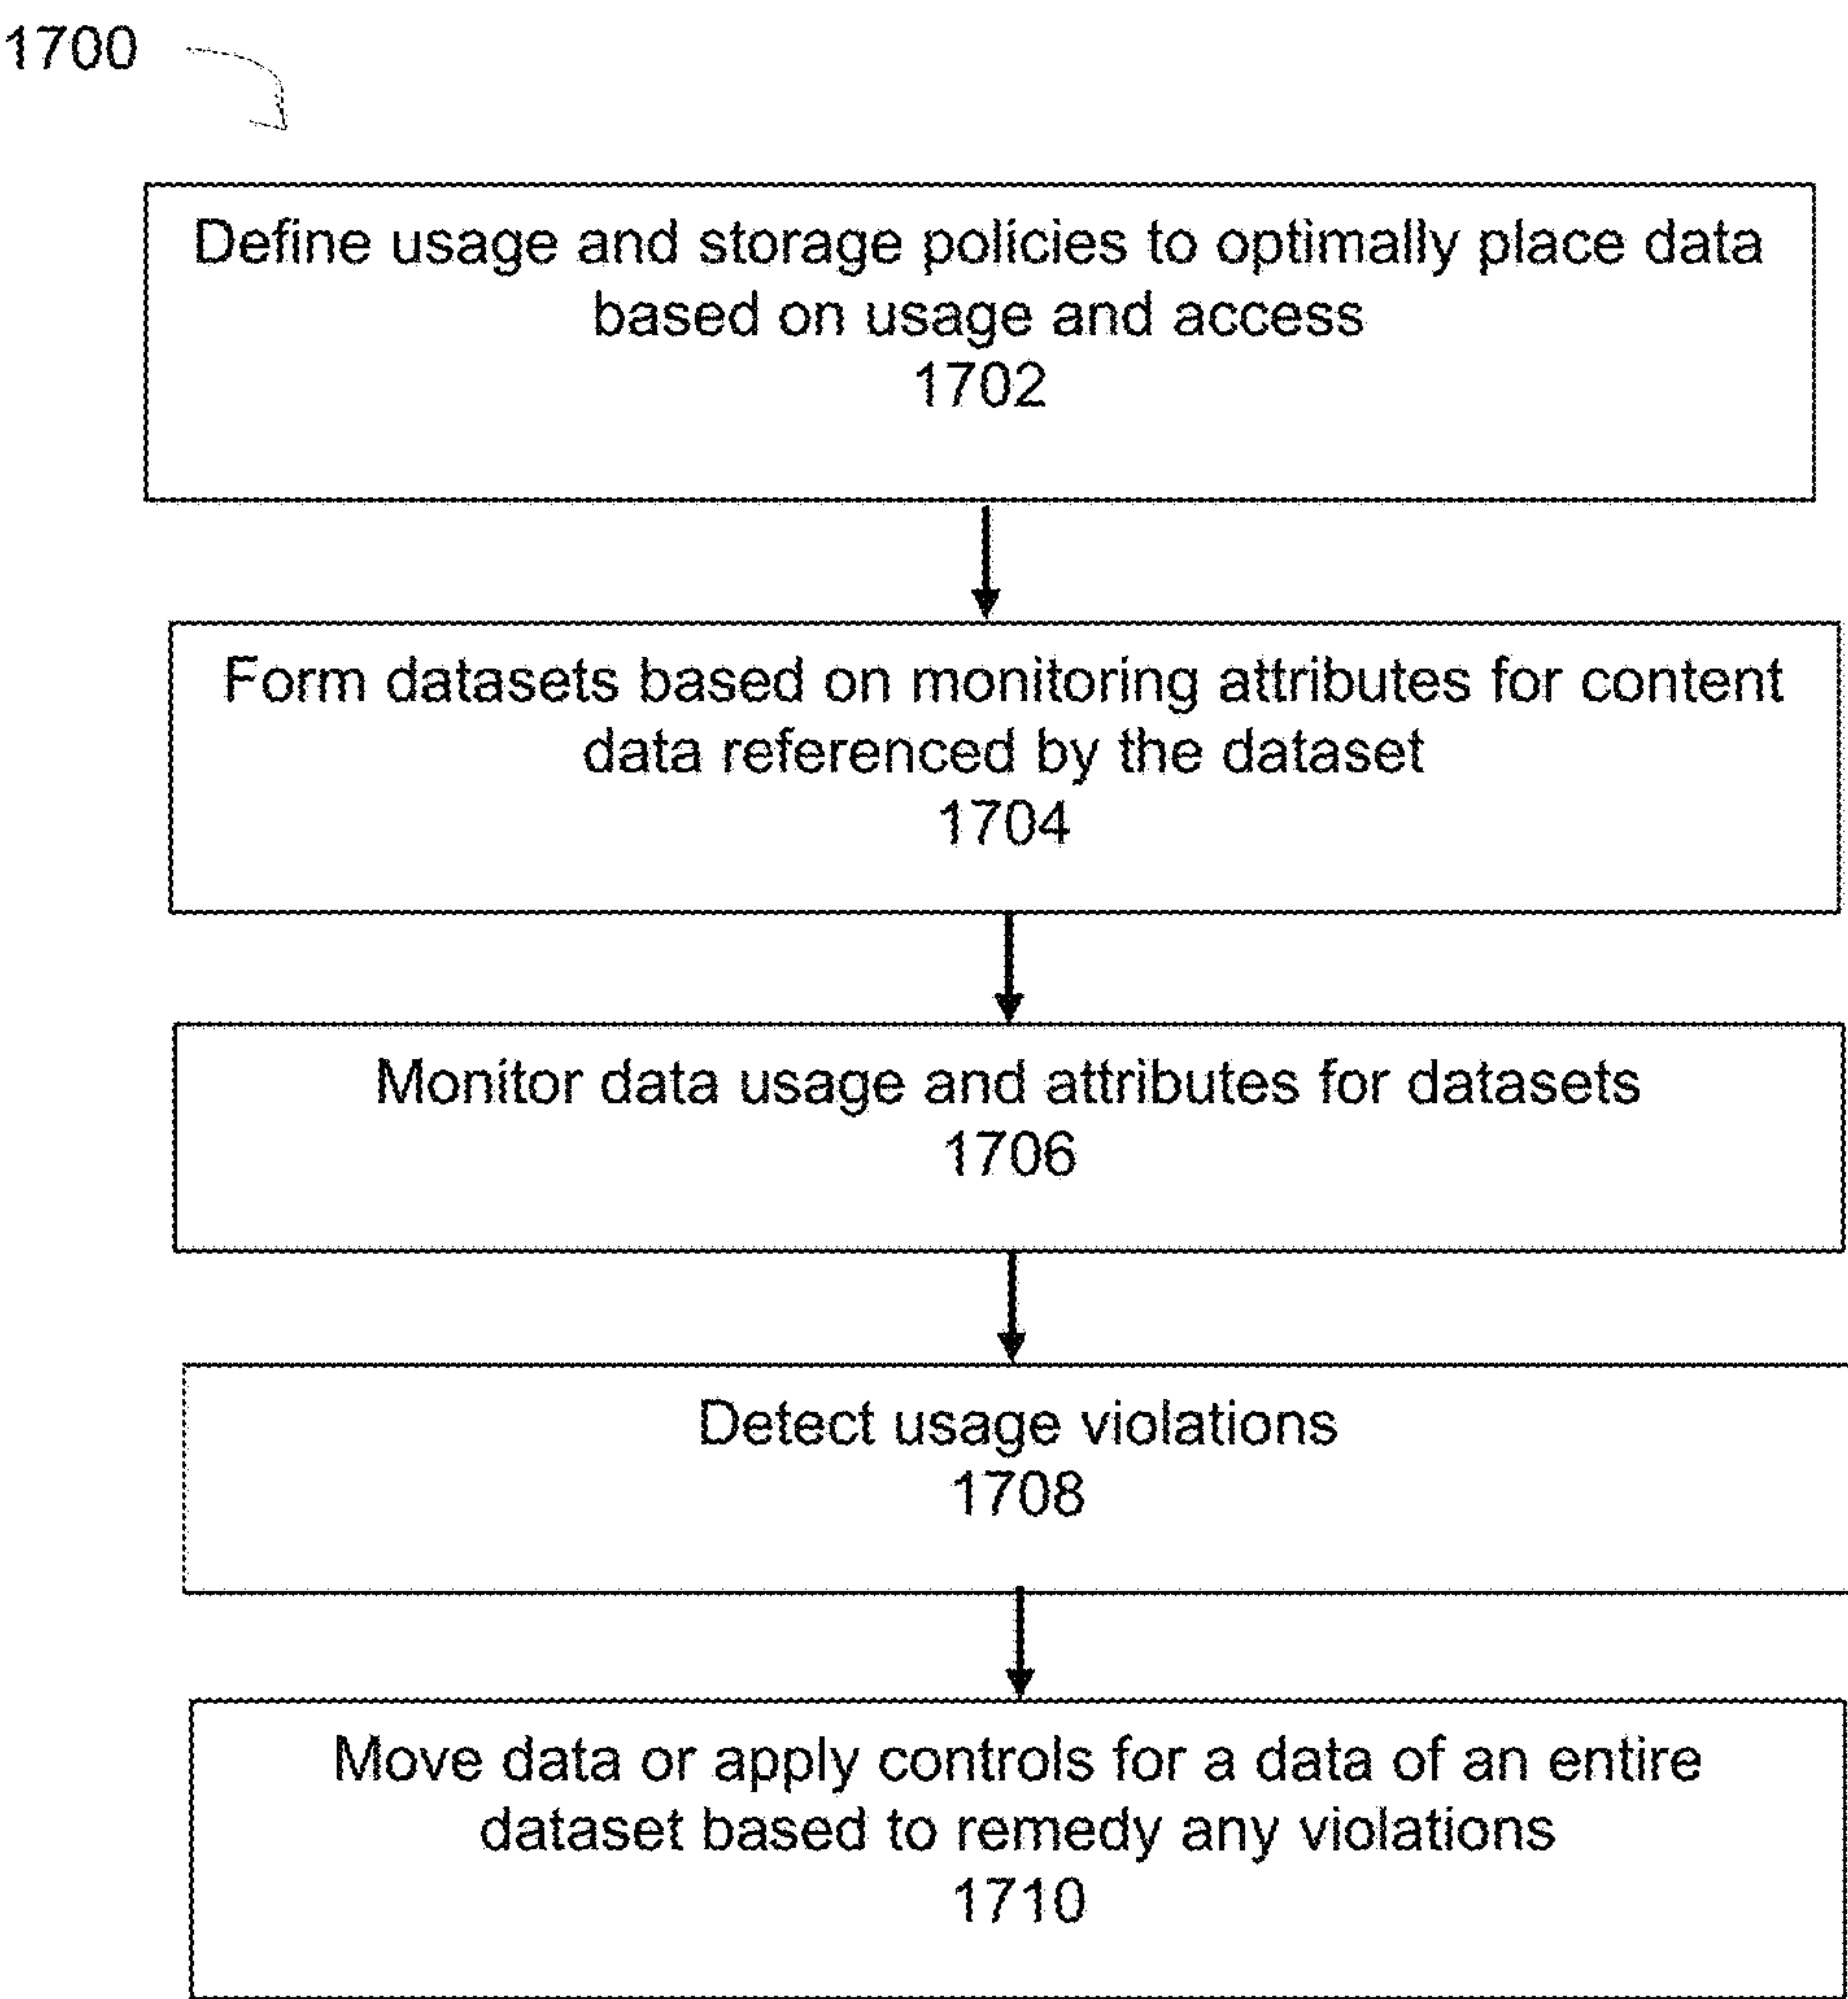 1700
Define usage and storage policies to optimally place data
based on usage and access
1702
Form datasets based on monitoring attributes for content
data referenced by the dataset
1704
Monitor data usage and attributes for datasets
1706
Detect usage violations
1708
Move data or apply controls for a data of an entire
dataset based to remedy any violations
1710